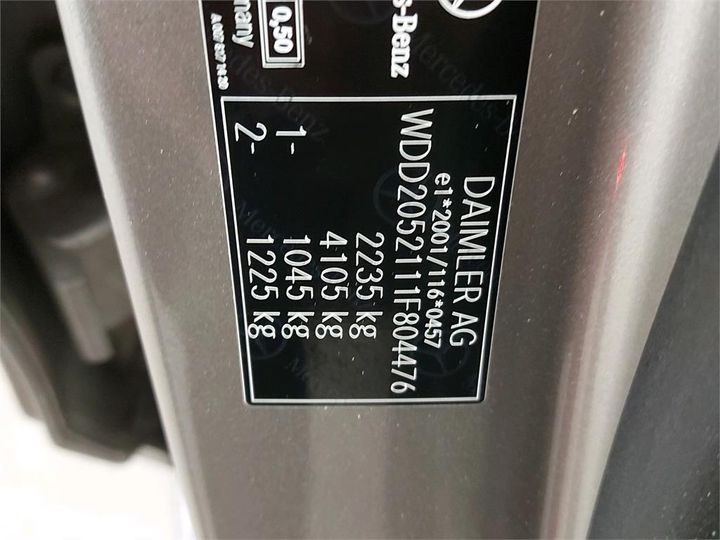 DAIMLER AG
e1*2001/116*0457
WDD2052111F804476
2235 kg
4105 kg
1- 1045 kg
2- 1225 kg
0,50